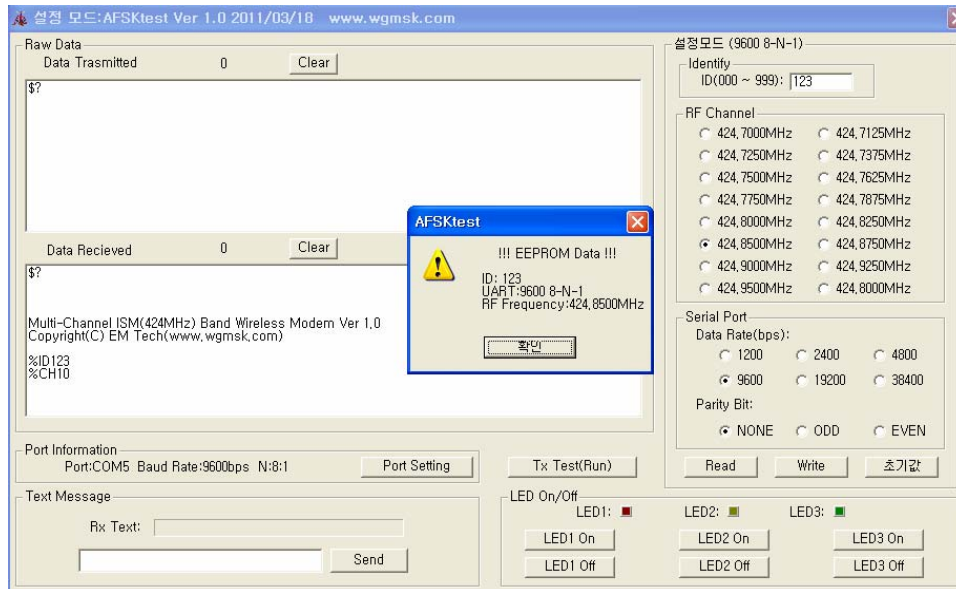 설정 모드:AFSKtest Ver 1.0 2011/03/18 www.wgmsk.com
Raw Data
Data Trasmitted 0 Clear
$?
Data Recieved 0 Clear
$?
Multi-Channel ISM(424MHz) Band Wireless Modem Ver 1.0
Copyright(C) EM Tech(www.wgmsk.com)
%ID123
%CH10
Port Information
Port:COM5 Baud Rate:9600bps N:8:1 Port Setting
Tx Test(Run)
Text Message
Rx Text:
Send
AFSKtest
!!! EEPROM Data !!!
ID: 123
UART:9600 8-N-1
RF Frequency:424.8500MHz
확인
설정모드 (9600 8-N-1)
Identify
ID(000 ~ 999): 123
RF Channel
424.7000MHz 424.7125MHz
424.7250MHz 424.7375MHz
424.7500MHz 424.7625MHz
424.7750MHz 424.7875MHz
424.8000MHz 424.8250MHz
424.8500MHz 424.8750MHz
424.9000MHz 424.9250MHz
424.9500MHz 424.8000MHz
Serial Port
Data Rate(bps):
1200 2400 4800
9600 19200 38400
Parity Bit:
NONE ODD EVEN
Read Write 초기값
LED On/Off
LED1: LED2: LED3:
LED1 On LED2 On LED3 On
LED1 Off LED2 Off LED3 Off